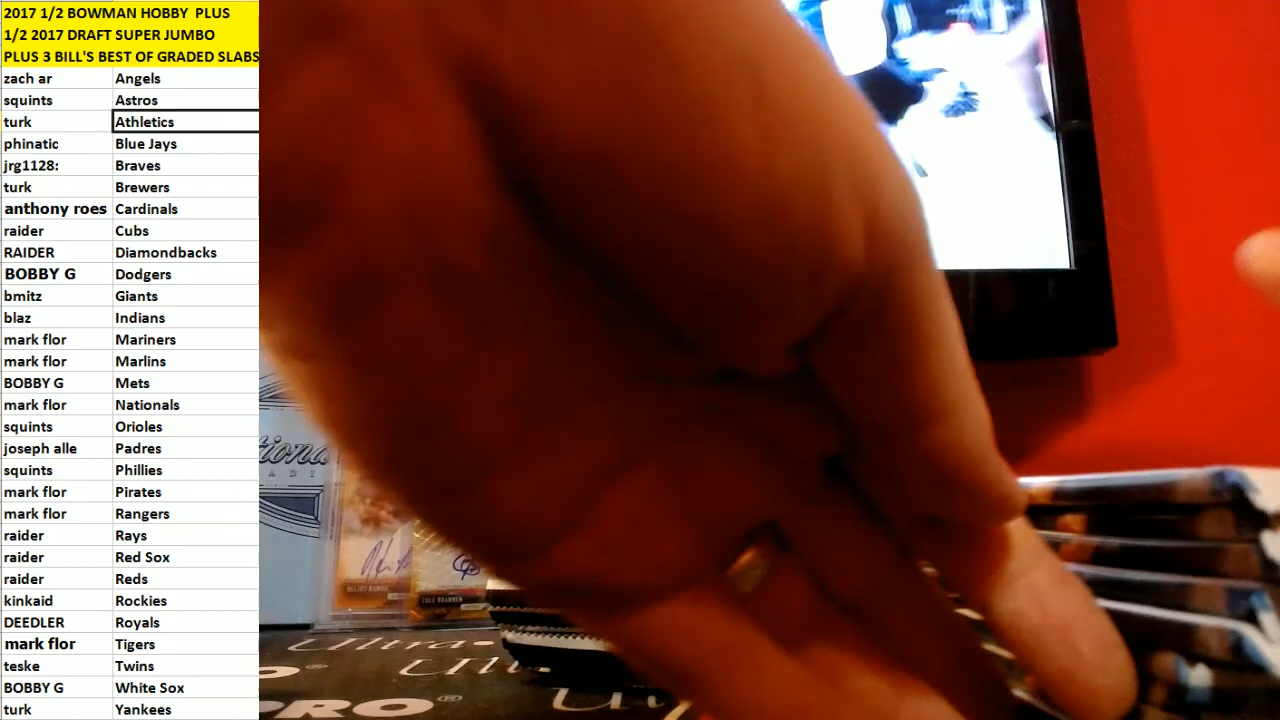 2017 1/2 BOWMAN HOBBY PLUS
1/2 2017 DRAFT SUPER JUMBO
PLUS 3 BILL'S BEST OF GRADED SLABS
zach ar Angels
squints Astros
turk Athletics
phinatic Blue Jays
jrg1128: Braves
turk Brewers
anthony roes Cardinals
raider Cubs
RAIDER Diamondbacks
BOBBY G Dodgers
bmitz Giants
blaz Indians
mark flor Mariners
mark flor Marlins
BOBBY G Mets
mark flor Nationals
squints Orioles
joseph alle Padres
squints Phillies
mark flor Pirates
mark flor Rangers
raider Rays
raider Red Sox
raider Reds
kinkaid Rockies
DEEDLER Royals
mark flor Tigers
teske Twins
BOBBY G White Sox
turk Yankees
Ultra
Ult
PRO